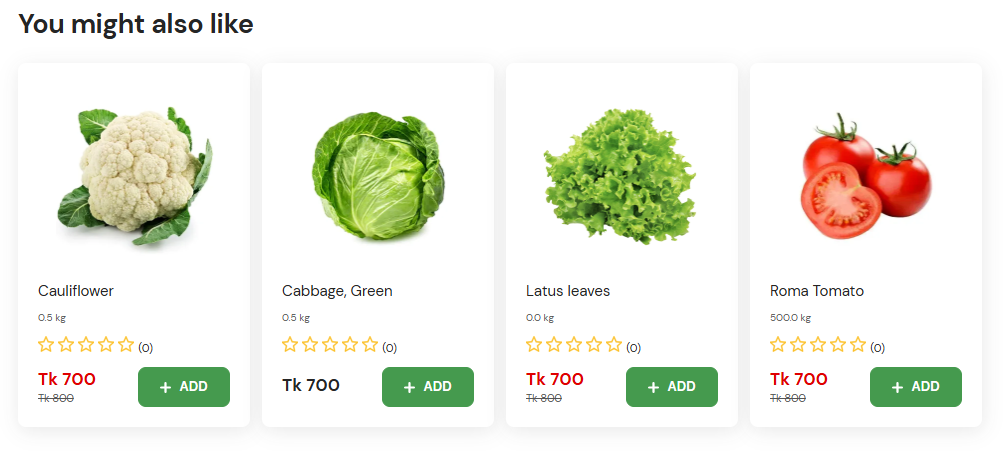 You might also like
Cauliflower
0.5 kg
(0)
Tk 700
Tk 800
+ ADD
Cabbage, Green
0.5 kg
(0)
Tk 700
+ ADD
Latus leaves
0.0 kg
(0)
Tk 700
Tk 800
+ ADD
Roma Tomato
500.0 kg
(0)
Tk 700
Tk 800
+ ADD